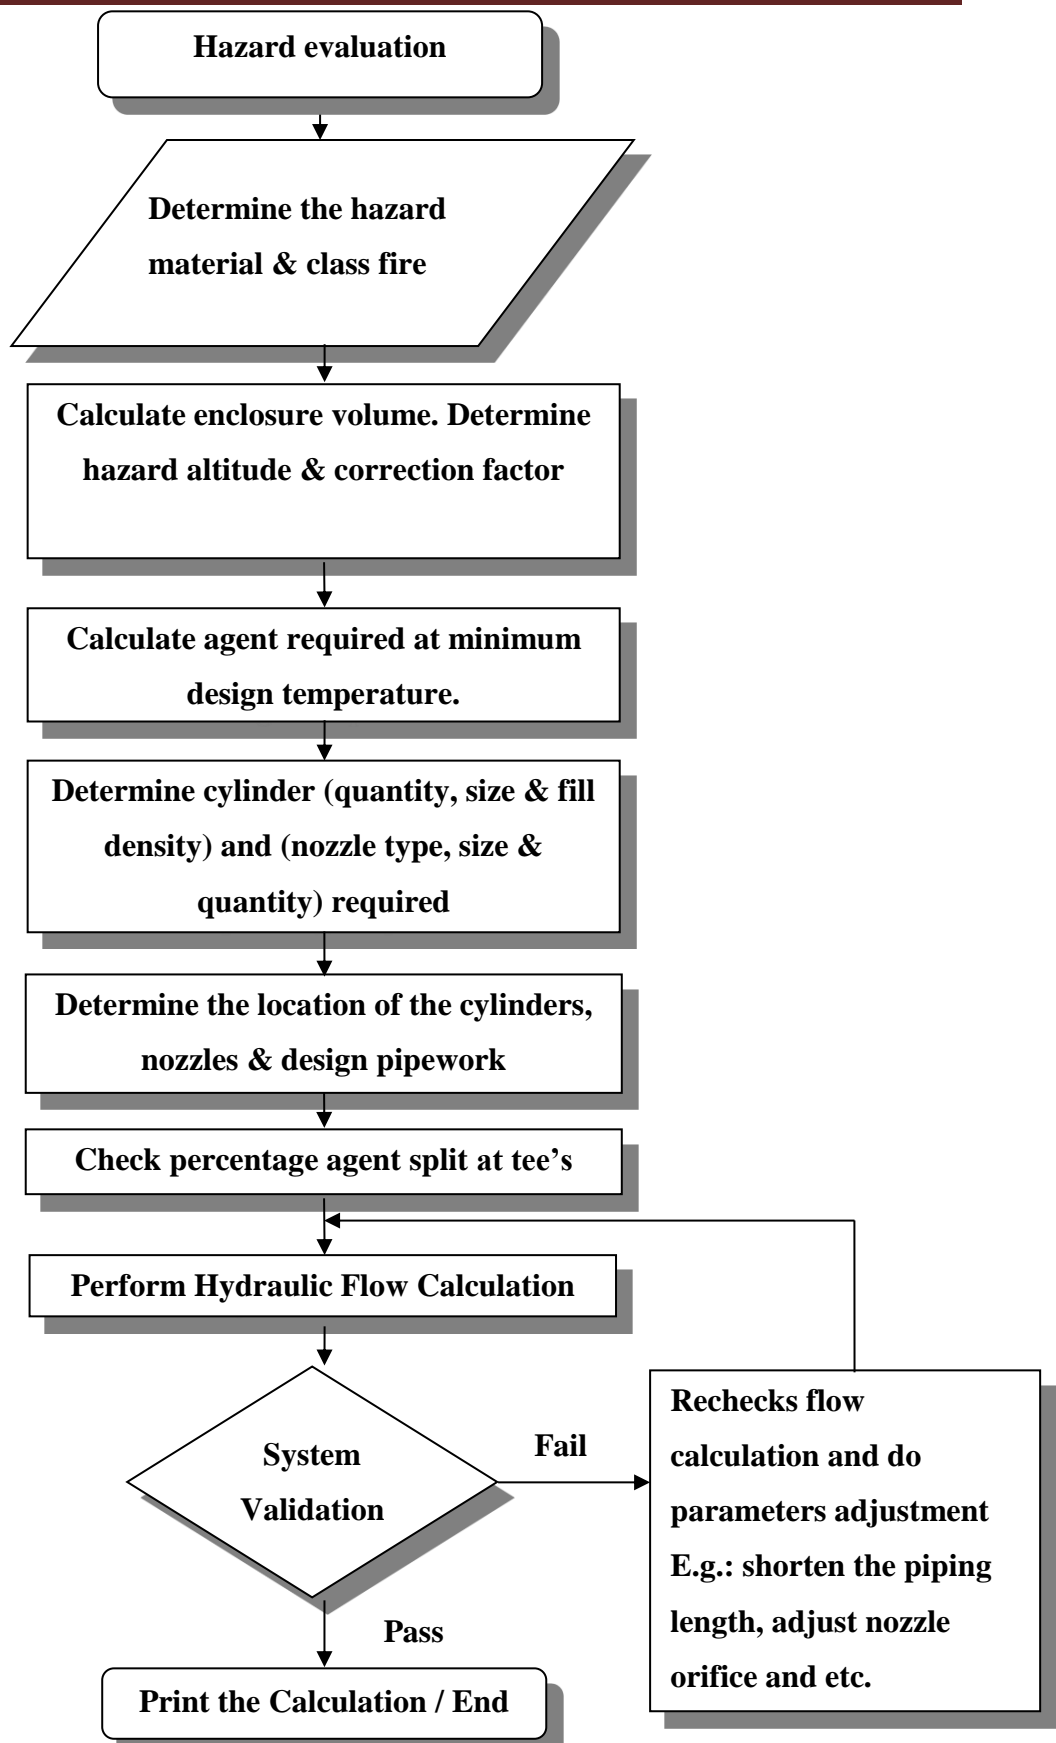 Hazard evaluation
Determine the hazard
material & class fire
Calculate enclosure volume. Determine
hazard altitude & correction factor
Calculate agent required at minimum
design temperature.
Determine cylinder (quantity, size & fill
density) and (nozzle type, size &
quantity) required
Determine the location of the cylinders,
nozzles & design pipework
Check percentage agent split at tee’s
Perform Hydraulic Flow Calculation
System
Validation
Fail
Rechecks flow
calculation and do
parameters adjustment
E.g.: shorten the piping
length, adjust nozzle
orifice and etc.
Pass
Print the Calculation / End